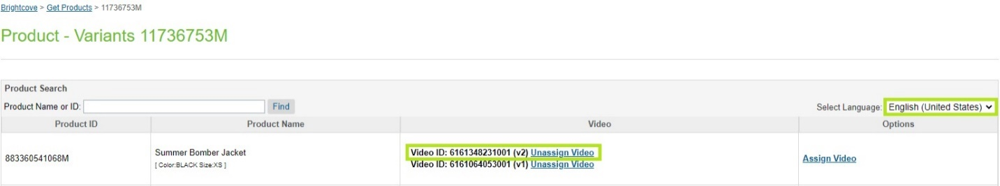 Brightcove > Get Products > 11736753M
Product - Variants 11736753M
Product Search
Product Name or ID: Find Select Language: English (United States)
Product ID Product Name Video Options
883360541068M
Summer Bomber Jacket
[ Color:BLACK Size:XS ]
Video ID: 6161348231001 (v2) Unassign Video
Video ID: 6161064053001 (v1) Unassign Video
Assign Video